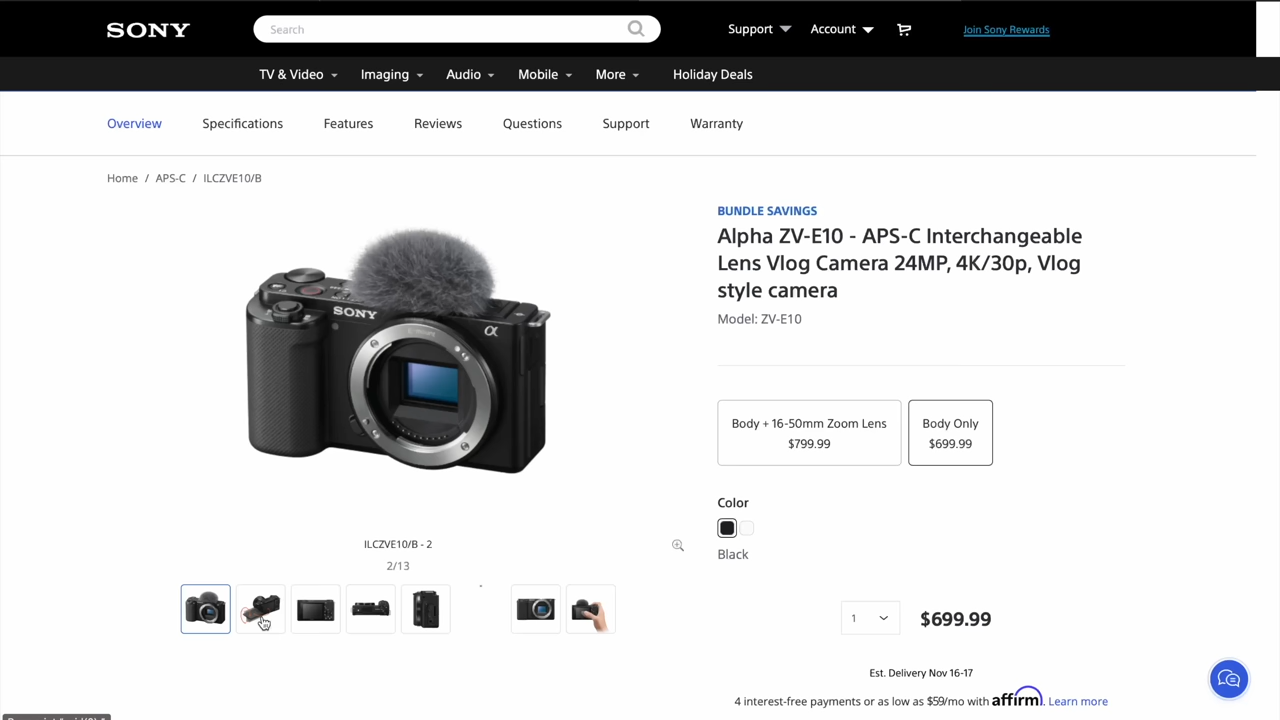 SONY
Search
Support
Account
Join Sony Rewards
TV & Video
Imaging
Audio
Mobile
More
Holiday Deals
Overview
Specifications
Features
Reviews
Questions
Support
Warranty
Home / APS-C / ILCZVE10/B
SONY
α
BUNDLE SAVINGS
Alpha ZV-E10 - APS-C Interchangeable
Lens Vlog Camera 24MP, 4K/30p, Vlog
style camera
Model: ZV-E10
Body + 16-50mm Zoom Lens
$799.99
Body Only
$699.99
Color
Black
ILCZVE10/B - 2
2/13
1
$699.99
Est. Delivery Nov 16-17
4 interest-free payments or as low as $59/mo with affirm. Learn more